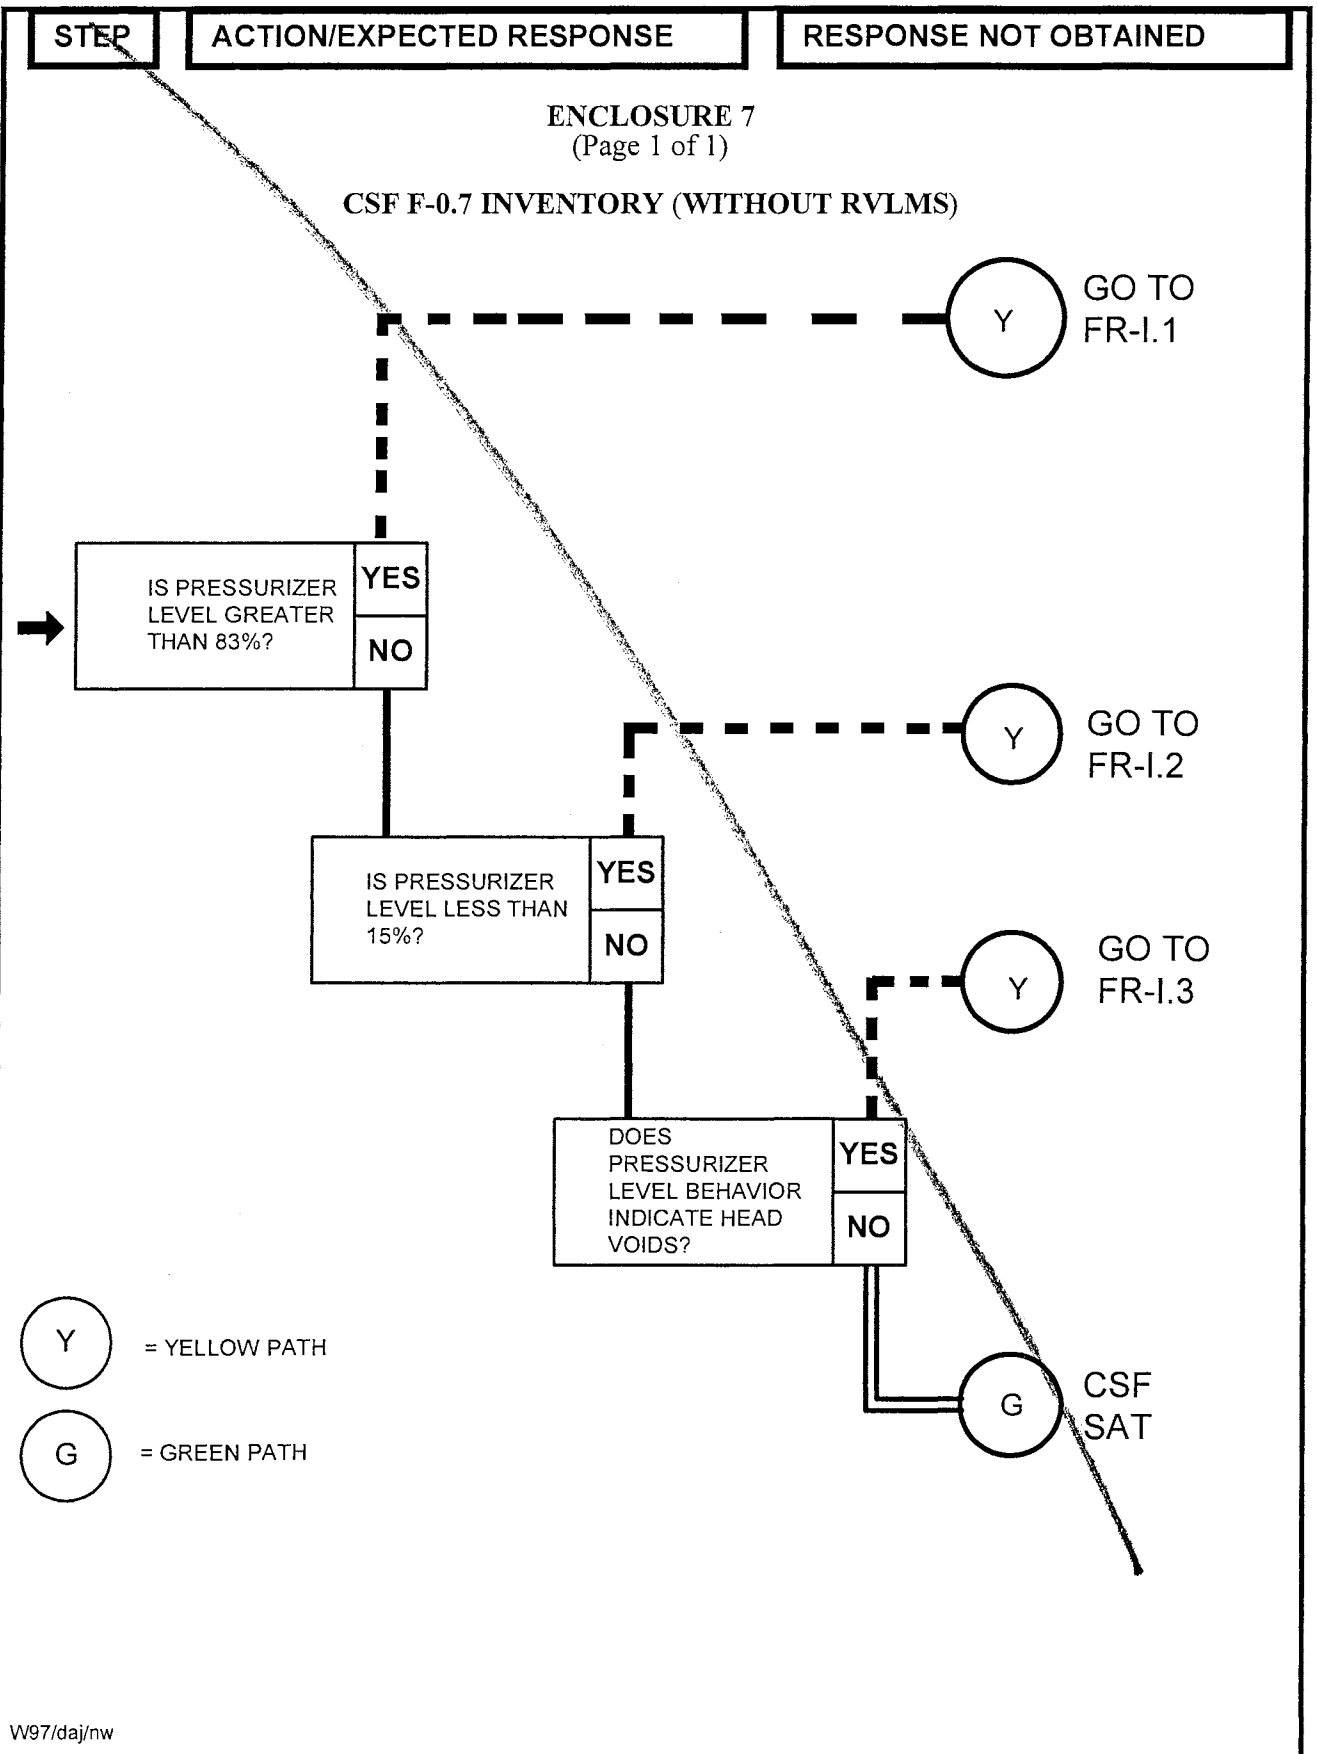 STEP ACTION/EXPECTED RESPONSE RESPONSE NOT OBTAINED
ENCLOSURE 7
(Page 1 of 1)
CSF F-0.7 INVENTORY (WITHOUT RVLMS)
Y
GO TO
FR-I.1
IS PRESSURIZER
LEVEL GREATER
THAN 83%?
YES
NO
Y
GO TO
FR-I.2
IS PRESSURIZER
LEVEL LESS THAN
15%?
YES
NO
Y
GO TO
FR-I.3
DOES
PRESSURIZER
LEVEL BEHAVIOR
INDICATE HEAD
VOIDS?
YES
NO
G
CSF
SAT
Y = YELLOW PATH
G = GREEN PATH
W97/daj/nw